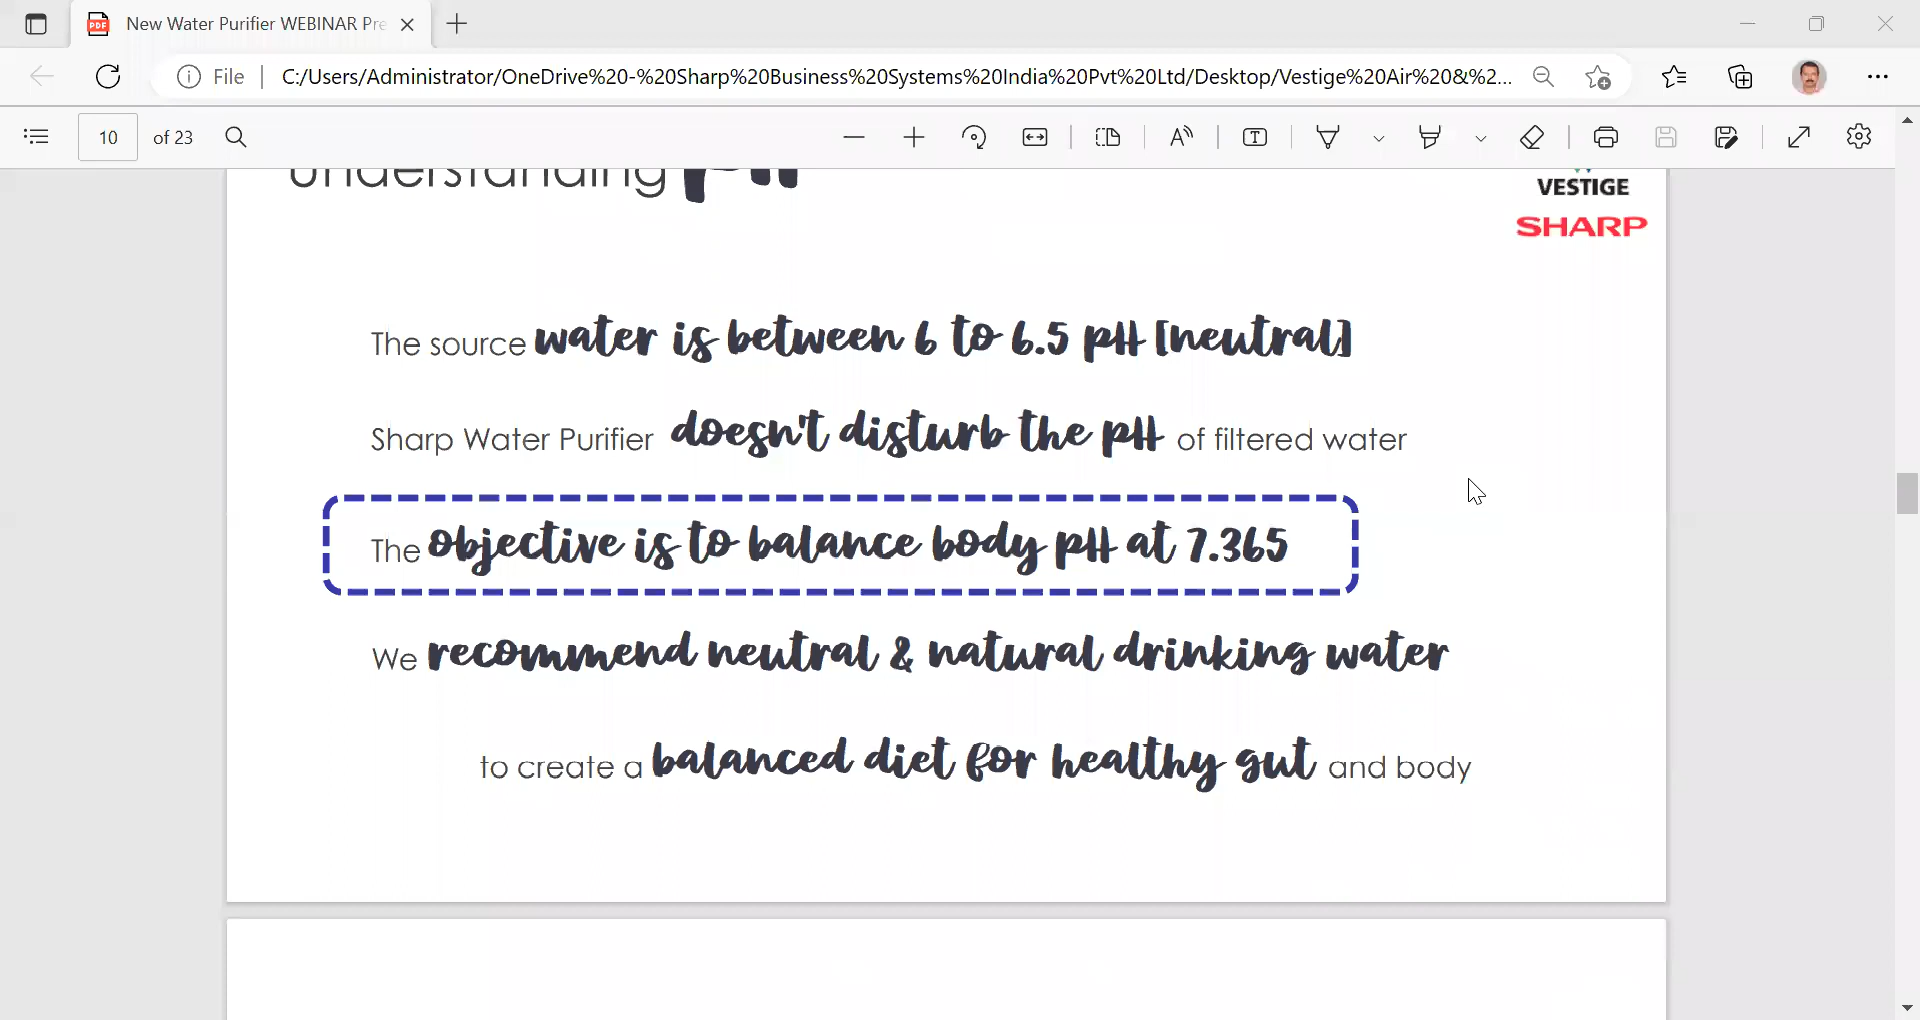 New Water Purifier WEBINAR Pre
File
C:/Users/Administrator/OneDrive%20-%20Sharp%20Business%20Systems%20India%20Pvt%20Ltd/Desktop/Vestige%20Air%20&%2...
10 of 23
understanding pH
VESTIGE
SHARP
The source water is between 6 to 6.5 pH [neutral]
Sharp Water Purifier doesn't disturb the pH of filtered water
The objective is to balance body pH at 7.365
We recommend neutral & natural drinking water
to create a balanced diet for healthy gut and body